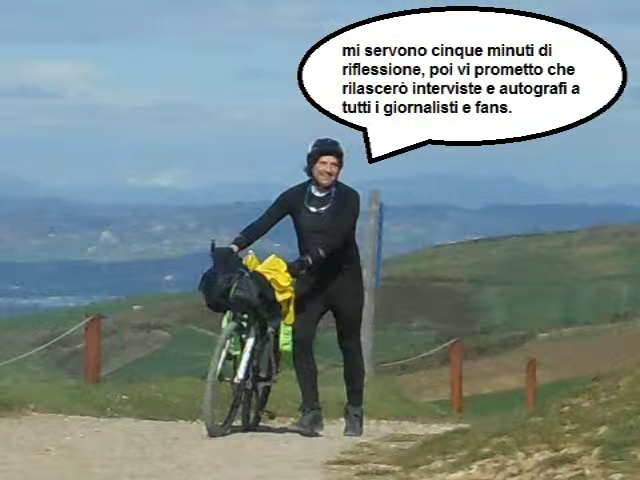 mi servono cinque minuti di
riflessione, poi vi prometto che
rilascerò interviste e autografi a
tutti i giornalisti e fans.